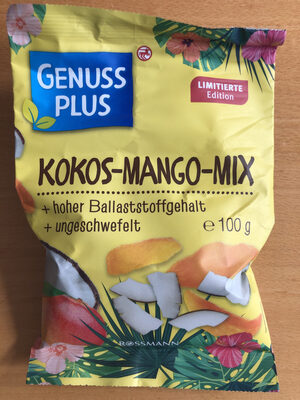 GENUSS
PLUS
LIMITIERTE
Edition
KOKOS-MANGO-MIX
+ hoher Ballaststoffgehalt
+ ungeschwefelt
℮ 100 g
ROSSMANN